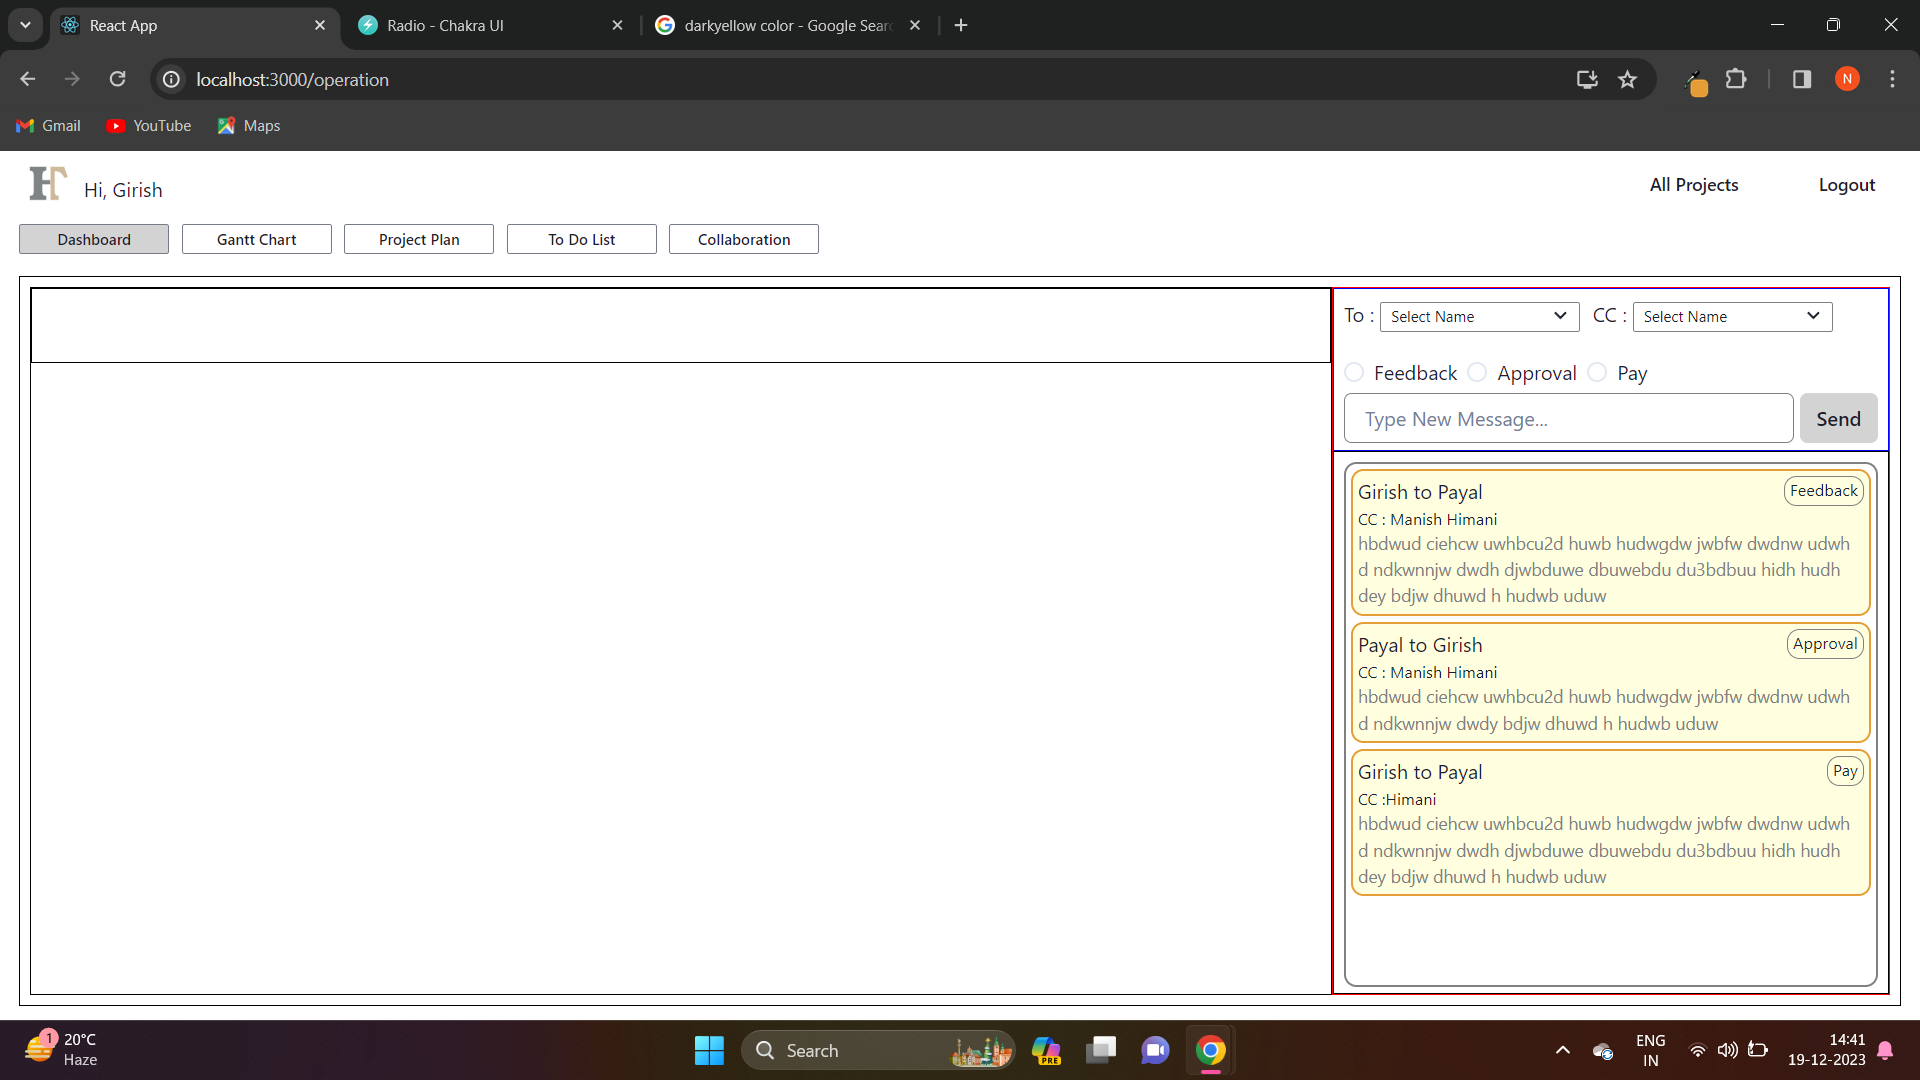 React App
Radio - Chakra UI
darkyellow color - Google Sear
localhost:3000/operation
N
Gmail
YouTube
Maps
Hi, Girish
All Projects
Logout
Dashboard
Gantt Chart
Project Plan
To Do List
Collaboration
To : Select Name CC : Select Name
Feedback Approval Pay
Type New Message...
Send
Girish to Payal
Feedback
CC : Manish Himani
hbdwud ciehcw uwhbcu2d huwb hudwgdw jwbfw dwdnw udwh
d ndkwnnjw dwdh djwbduwe dbuwebdu du3bdbuu hidh hudh
dey bdjw dhuwd h hudwb uduw
Payal to Girish
Approval
CC : Manish Himani
hbdwud ciehcw uwhbcu2d huwb hudwgdw jwbfw dwdnw udwh
d ndkwnnjw dwdy bdjw dhuwd h hudwb uduw
Girish to Payal
Pay
CC :Himani
hbdwud ciehcw uwhbcu2d huwb hudwgdw jwbfw dwdnw udwh
d ndkwnnjw dwdh djwbduwe dbuwebdu du3bdbuu hidh hudh
dey bdjw dhuwd h hudwb uduw
1
20°C
Haze
Search
PRE
ENG
IN
14:41
19-12-2023